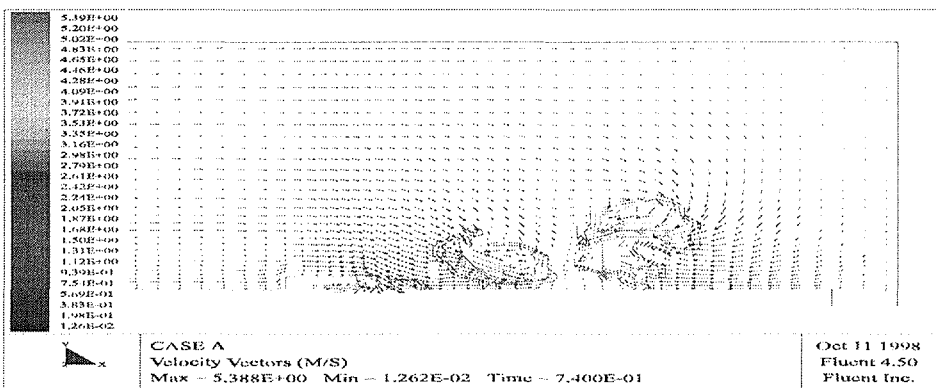 5.39E+00
5.20E+00
5.02E+00
4.83E+00
4.65E+00
4.46E+00
4.28E+00
4.09E+00
3.91E+00
3.72E+00
3.53E+00
3.35E+00
3.16E+00
2.98E+00
2.79E+00
2.61E+00
2.42E+00
2.24E+00
2.05E+00
1.87E+00
1.68E+00
1.50E+00
1.31E+00
1.12E+00
9.39E-01
7.54E-01
5.69E-01
3.83E-01
1.98E-01
1.26E-02
Y
X
CASE A
Velocity Vectors (M/S)
Max = 5.388E+00 Min = 1.262E-02 Time = 7.400E-01
Oct 11 1998
Fluent 4.50
Fluent Inc.